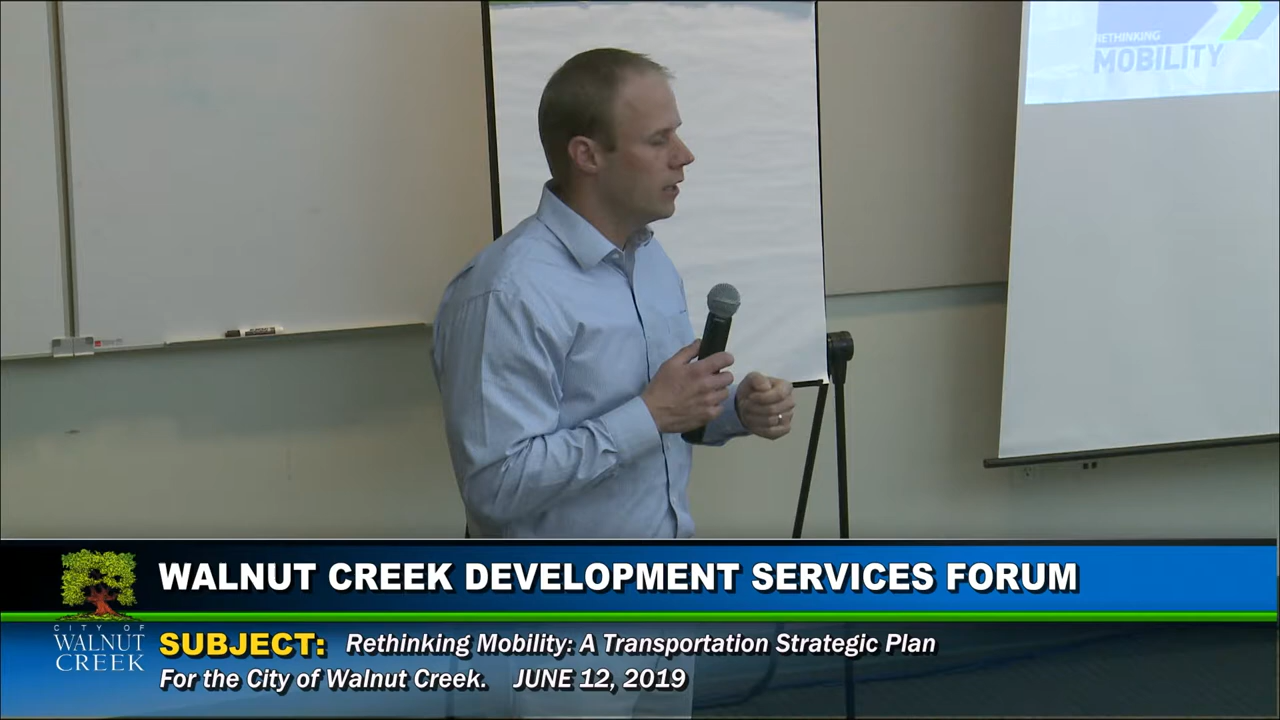 RETHINKING
MOBILITY
WALNUT CREEK DEVELOPMENT SERVICES FORUM
CITY OF
WALNUT
CREEK
SUBJECT: Rethinking Mobility: A Transportation Strategic Plan
For the City of Walnut Creek. JUNE 12, 2019